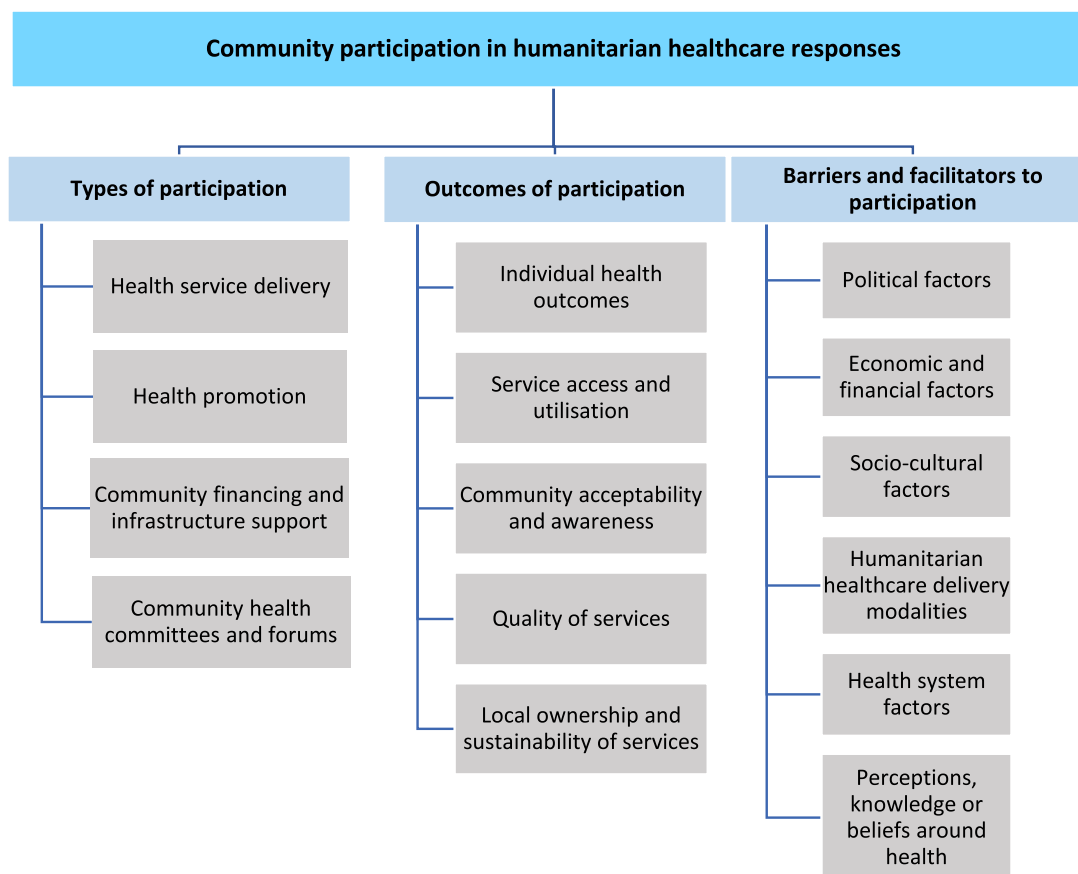 Community participation in humanitarian healthcare responses
Types of participation
Health service delivery
Health promotion
Community financing and
infrastructure support
Community health
committees and forums
Outcomes of participation
Individual health
outcomes
Service access and
utilisation
Community acceptability
and awareness
Quality of services
Local ownership and
sustainability of services
Barriers and facilitators to
participation
Political factors
Economic and
financial factors
Socio-cultural
factors
Humanitarian
healthcare delivery
modalities
Health system
factors
Perceptions,
knowledge or
beliefs around
health